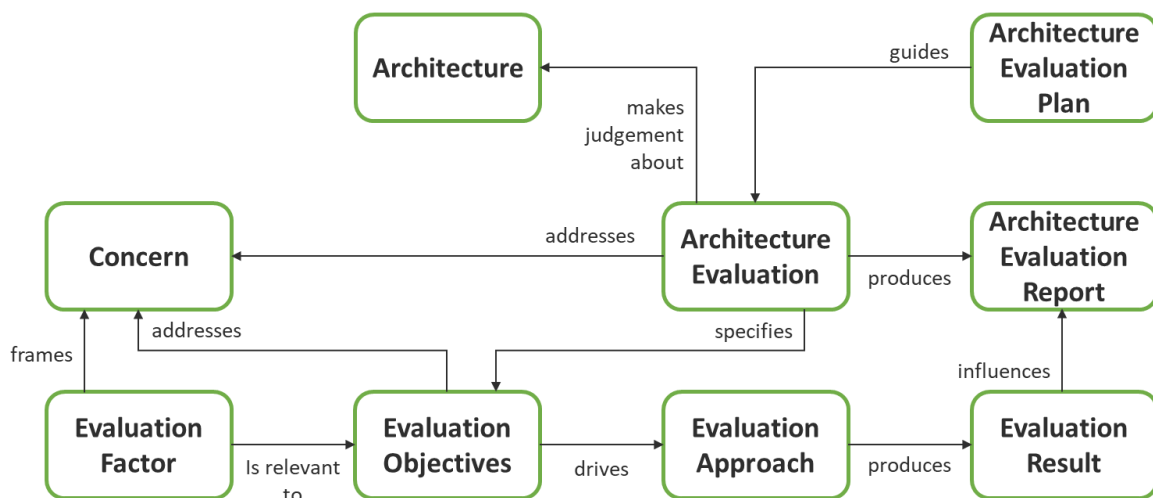 Architecture
guides
Architecture
Evaluation
Plan
makes
judgement
about
Concern
addresses
Architecture
Evaluation
produces
Architecture
Evaluation
Report
addresses
specifies
frames
influences
Evaluation
Factor
Is relevant
to
Evaluation
Objectives
drives
Evaluation
Approach
produces
Evaluation
Result